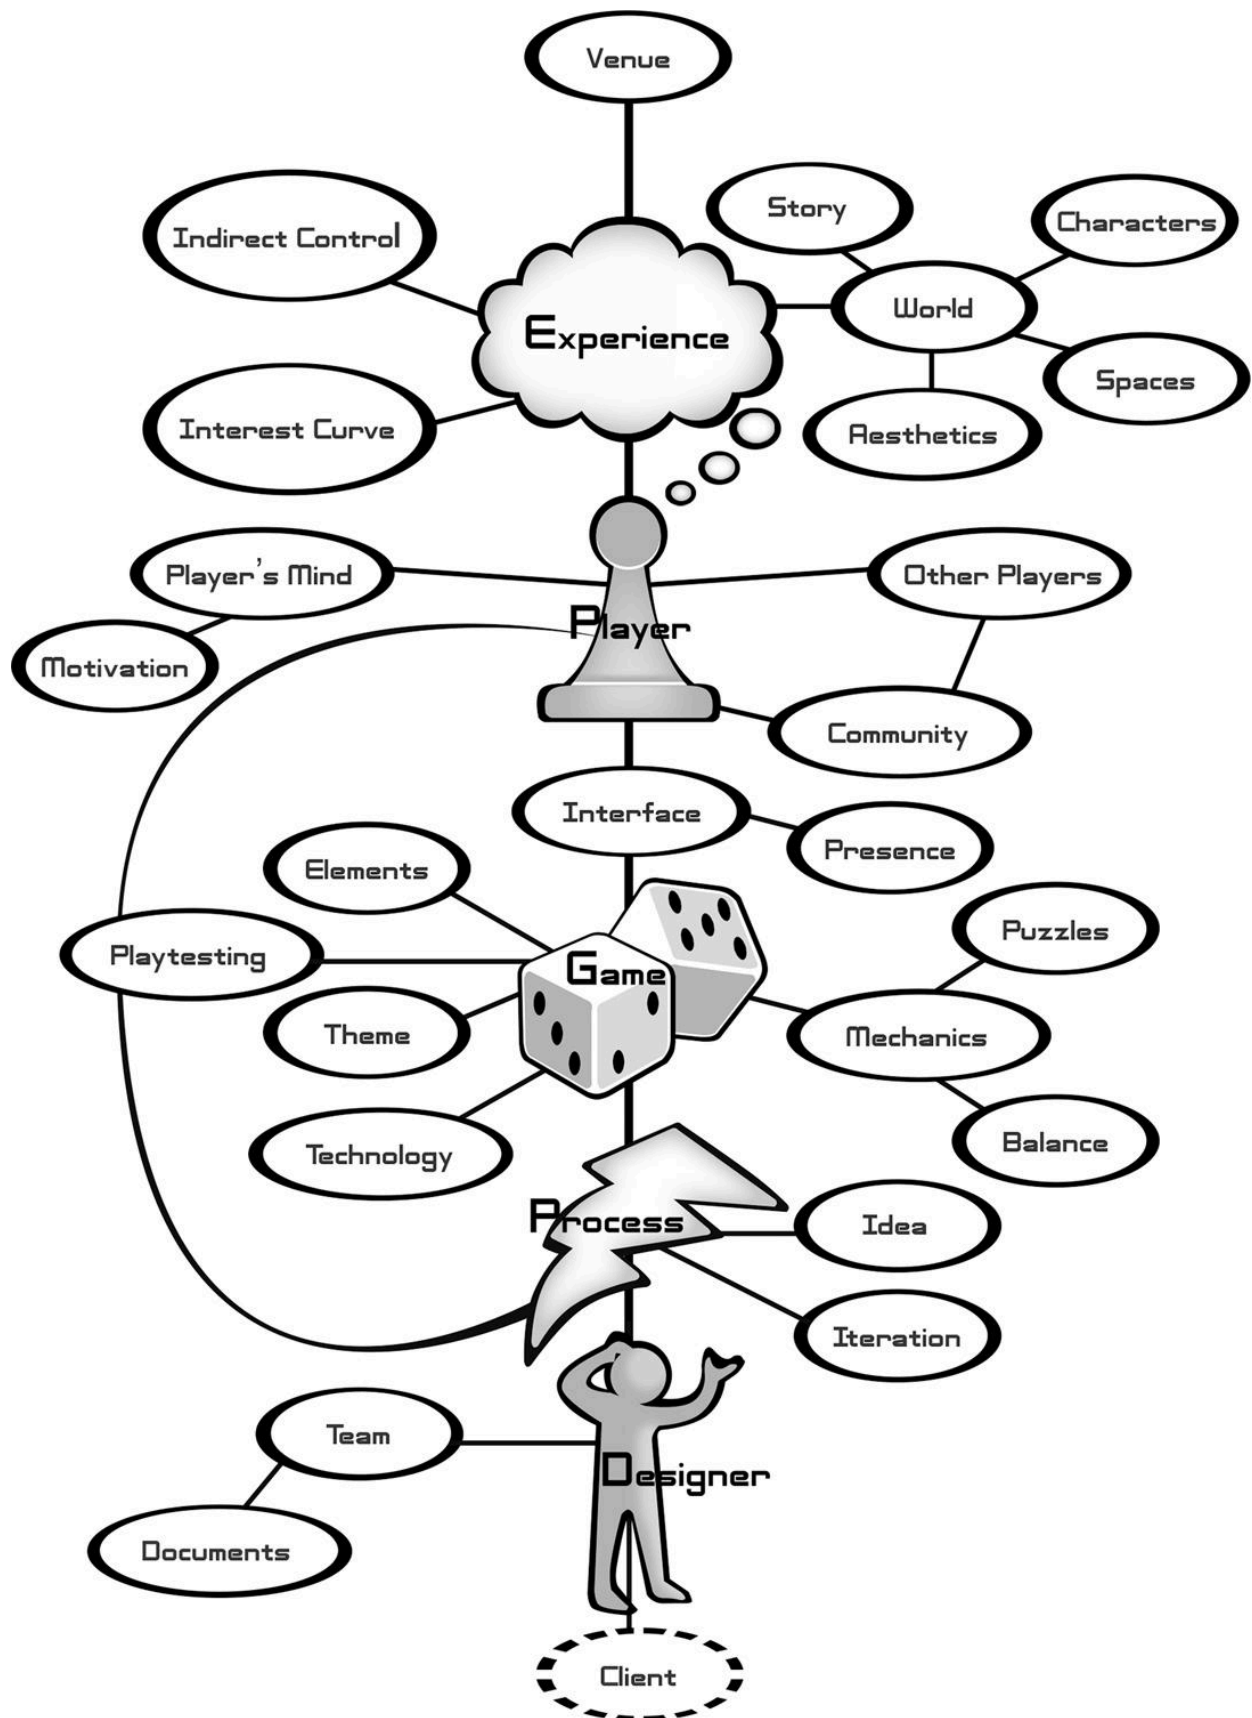 Venue
Story
Characters
Indirect Control
World
Experience
Spaces
Interest Curve
Aesthetics
Player's Mind
Other Players
Player
Motivation
Community
Interface
Presence
Elements
Puzzles
Playtesting
Game
Theme
Mechanics
Technology
Balance
Process
Idea
Iteration
Team
Designer
Documents
Client